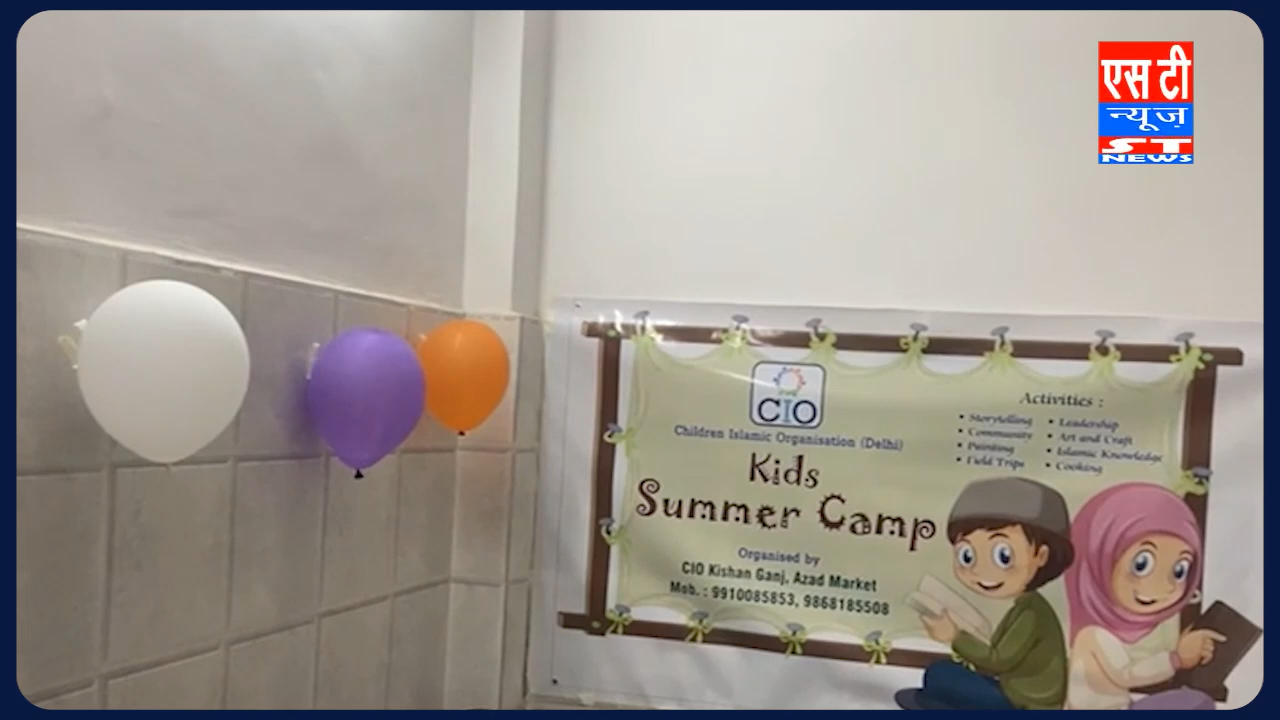 एस टी
न्यूज़
ST
NEWS
CIO
Children Islamic Organisation (Delhi)
Kids
Summer Camp
Organised by
CIO Kishan Ganj, Azad Market
Mob. : 9910085853, 9868185508
Activities :
• Storytelling
• Community
• Painting
• Field Trips
• Leadership
• Art and Craft
• Islamic Knowledge
• Cooking